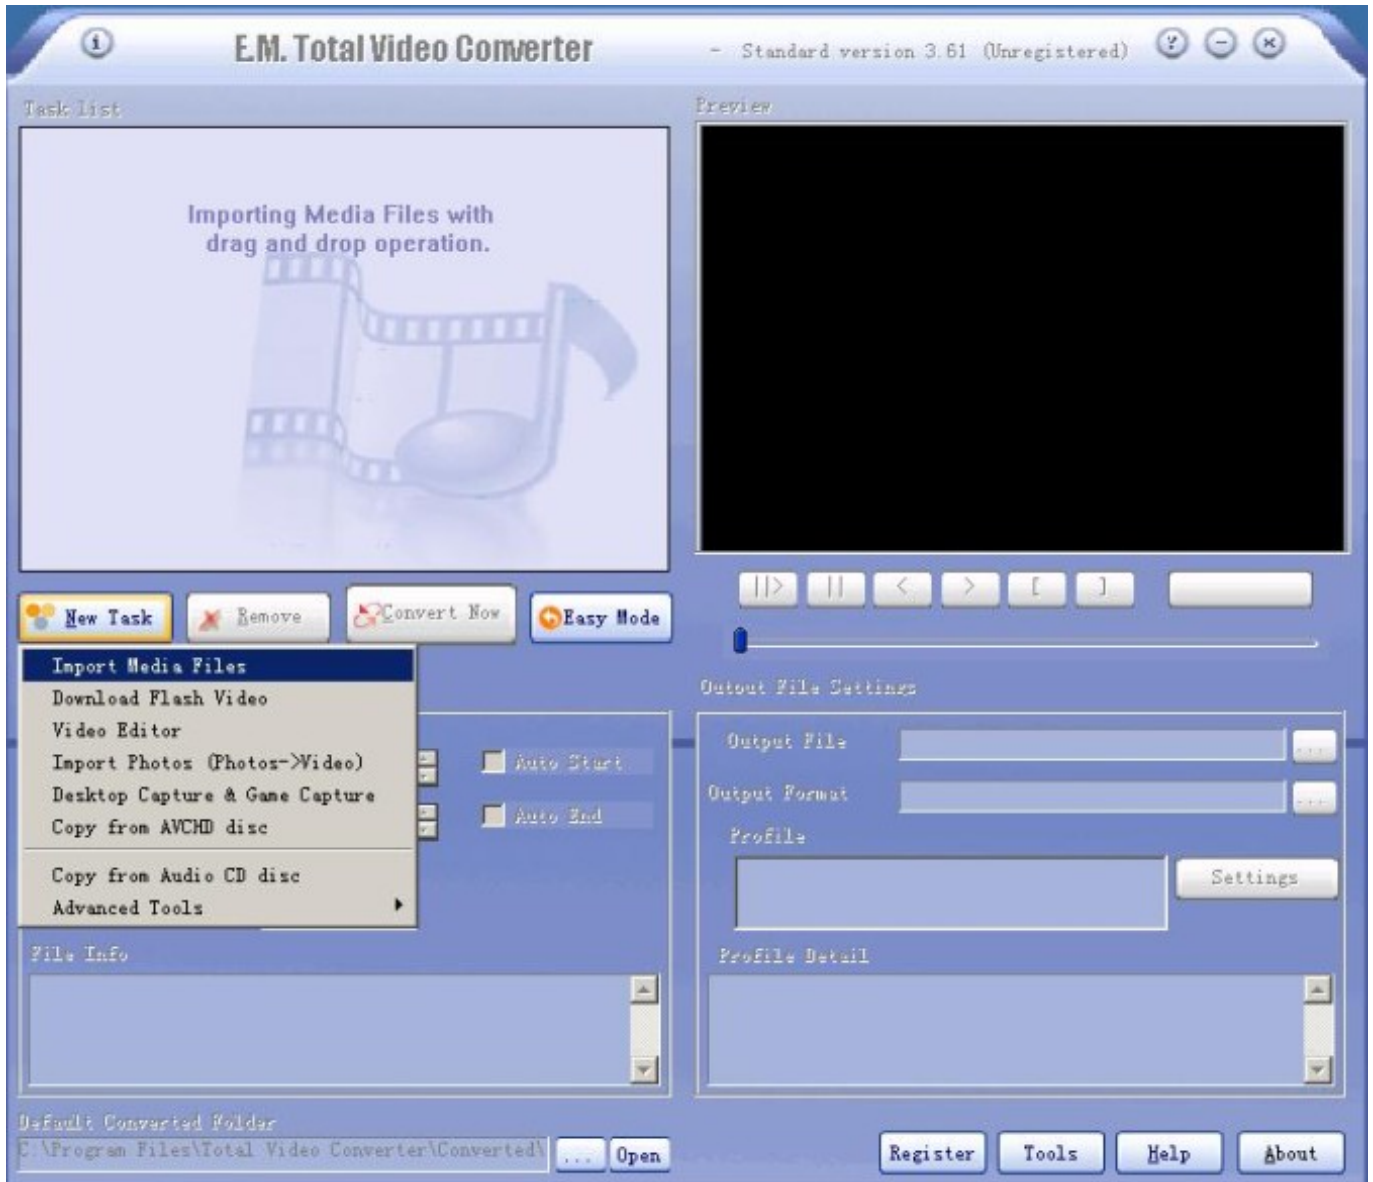 E.M. Total Video Converter - Standard version 3.61 (Unregistered)
Task list
Preview
Importing Media Files with
drag and drop operation.
||> || < > [ ]
New Task Remove Convert Now Easy Mode
Import Media Files
Download Flash Video
Video Editor
Import Photos (Photos->Video)
Desktop Capture & Game Capture
Copy from AVCHD disc
Copy from Audio CD disc
Advanced Tools
Auto Start
Auto End
File Info
Outout File Settings
Output File ...
Output Format ...
Profile
Settings
Profile Detail
Default Converted Folder
C:\Program Files\Total Video Converter\Converted\ ... Open
Register Tools Help About